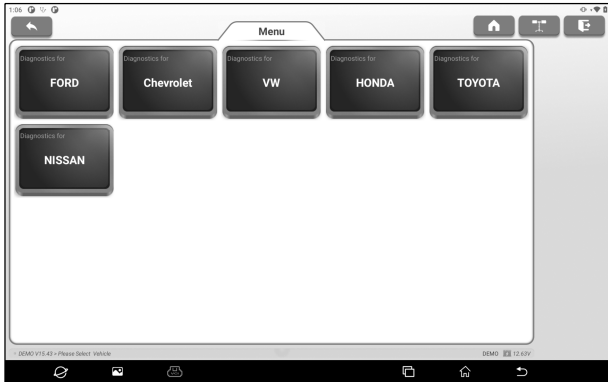 1:06
Menu
Diagnostics for
FORD
Diagnostics for
Chevrolet
Diagnostics for
VW
Diagnostics for
HONDA
Diagnostics for
TOYOTA
Diagnostics for
NISSAN
DEMO V15.43 > Please Select Vehicle
DEMO 12.63V